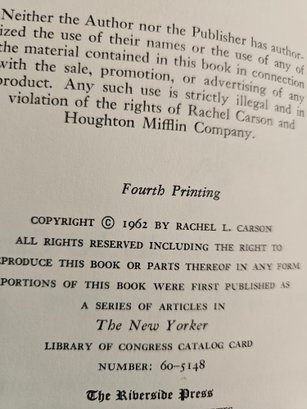 Neither the Author nor the Publisher has author-
ized the use of their names or the use of any of
the material contained in this book in connection
with the sale, promotion, or advertising of any
product. Any such use is strictly illegal and in
violation of the rights of Rachel Carson and
Houghton Mifflin Company.
Fourth Printing
COPYRIGHT © 1962 BY RACHEL L. CARSON
ALL RIGHTS RESERVED INCLUDING THE RIGHT TO
EPRODUCE THIS BOOK OR PARTS THEREOF IN ANY FORM
PORTIONS OF THIS BOOK WERE FIRST PUBLISHED AS
A SERIES OF ARTICLES IN
The New Yorker
LIBRARY OF CONGRESS CATALOG CARD
NUMBER: 60-5148
The Riverside Press